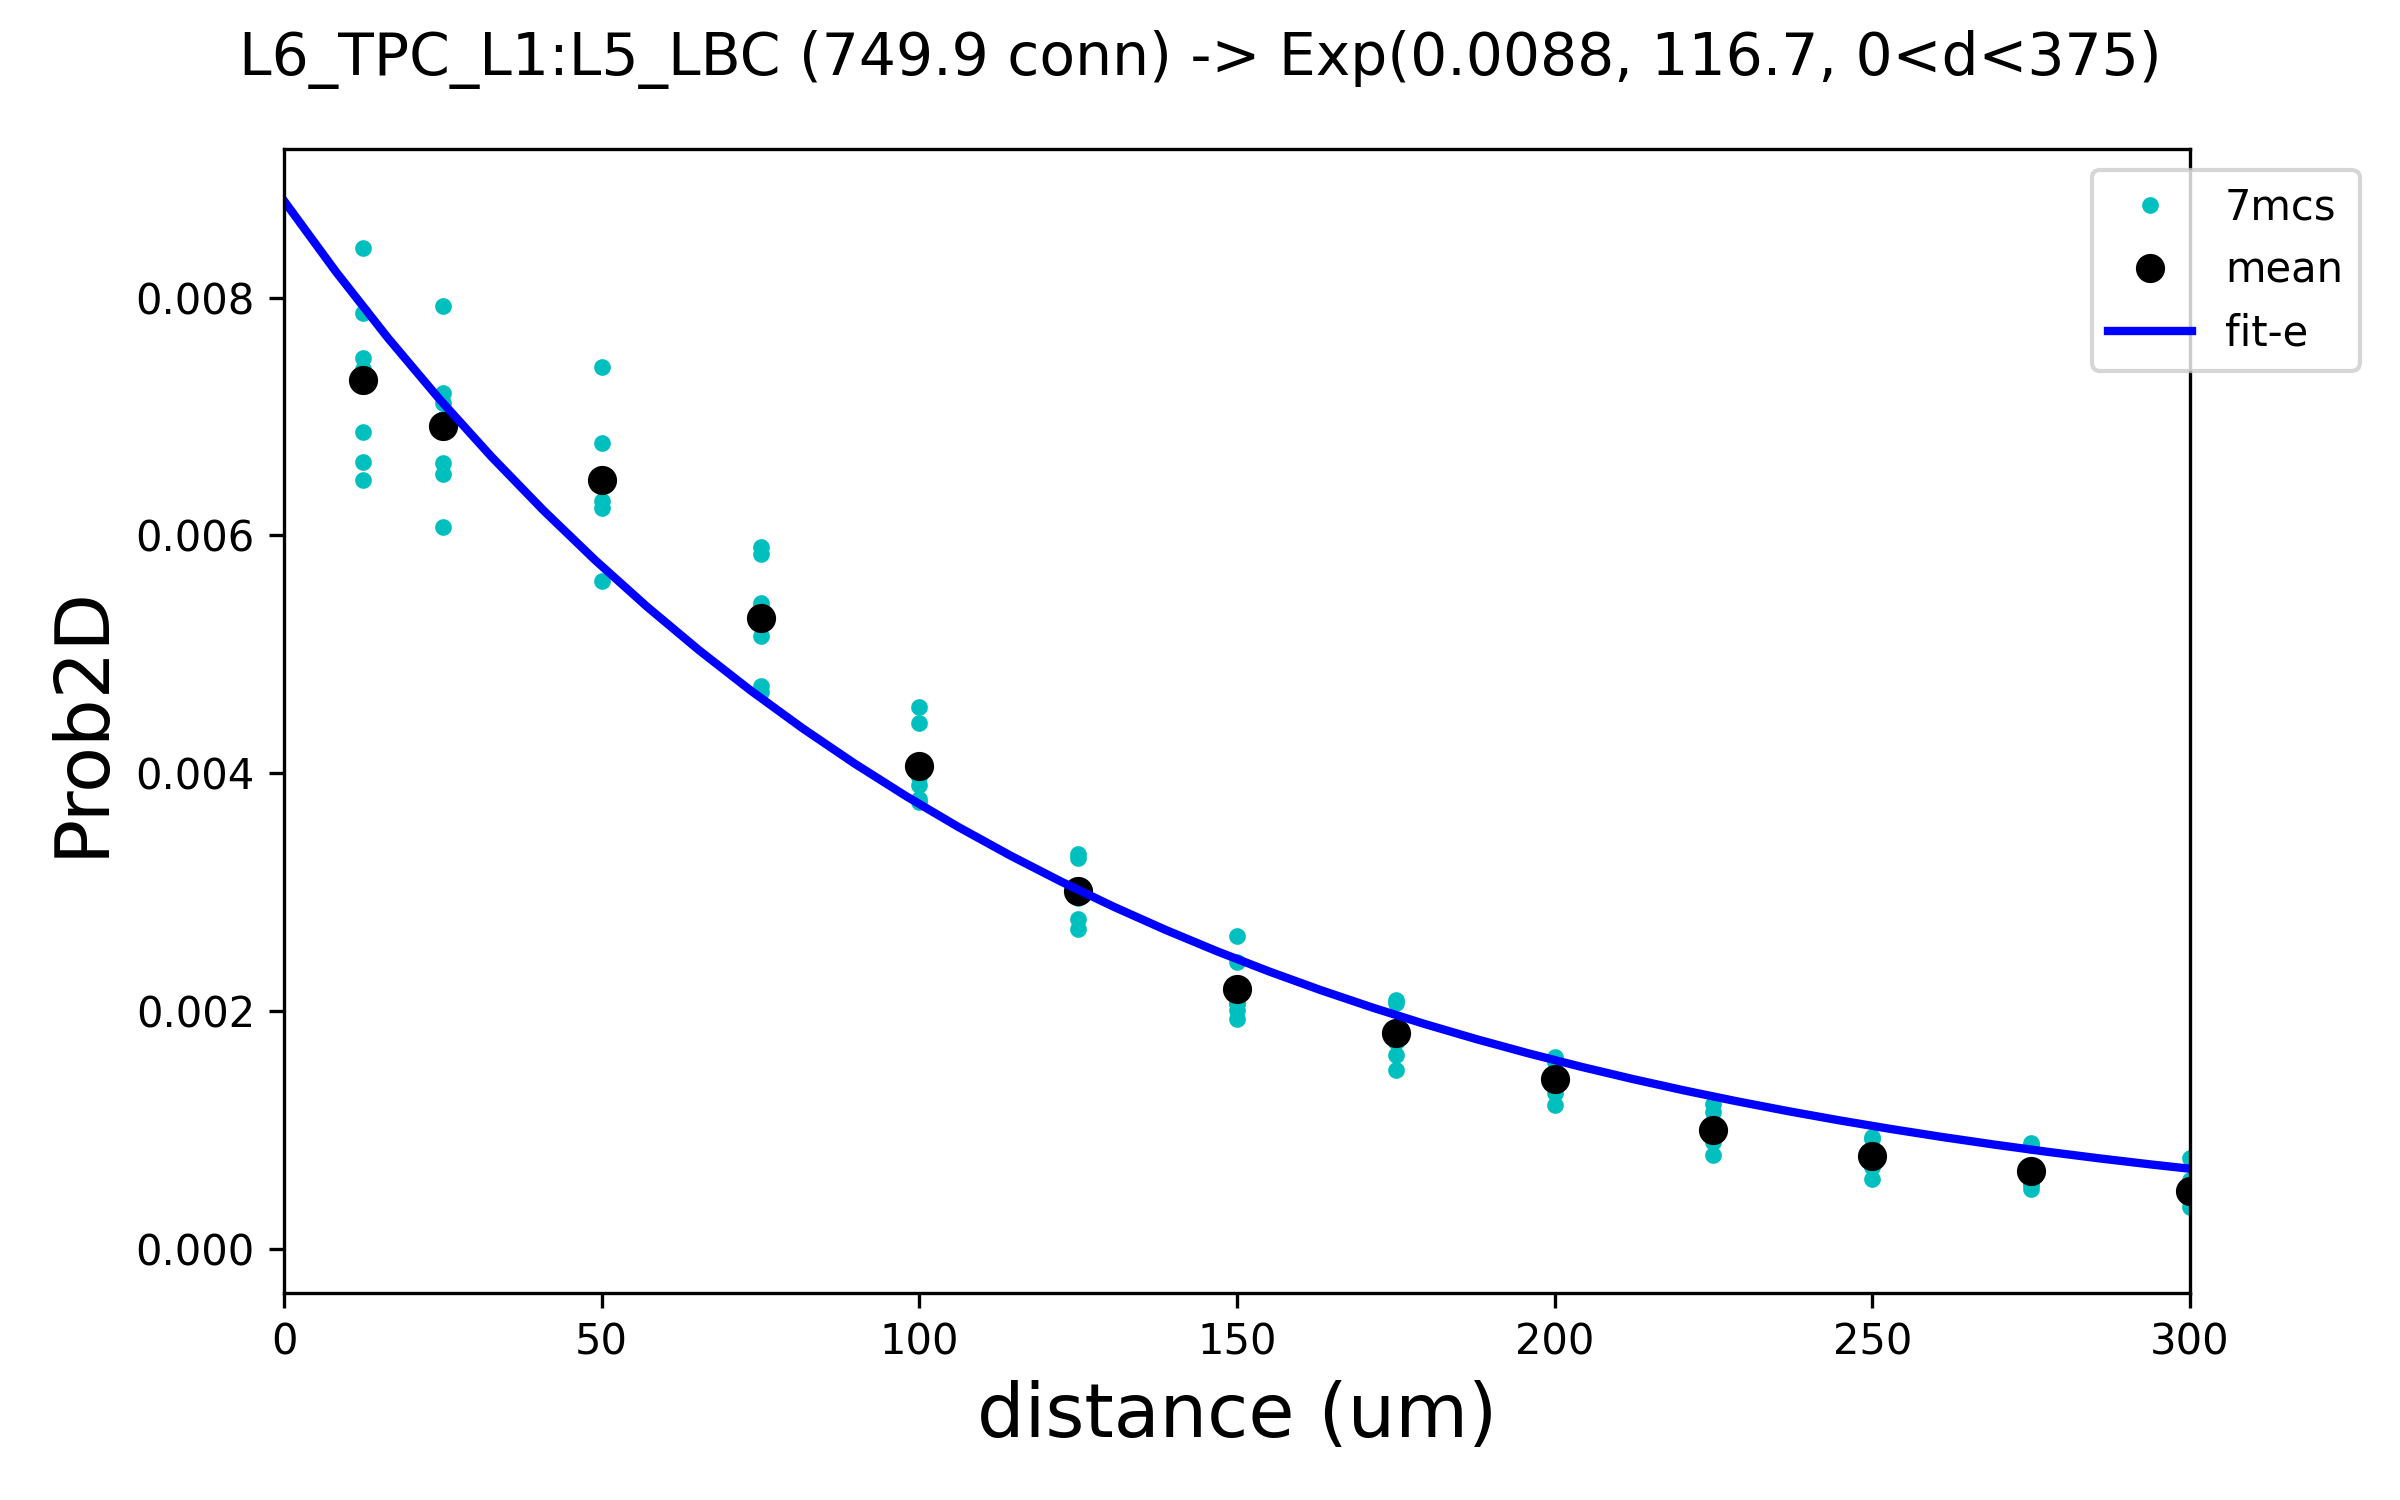 L6_TPC_L1:L5_LBC (749.9 conn) -> Exp(0.0088, 116.7, 0<d<375)
7mcs
mean
fit-e
Prob2D
0.008
0.006
0.004
0.002
0.000
0 50 100 150 200 250 300
distance (um)